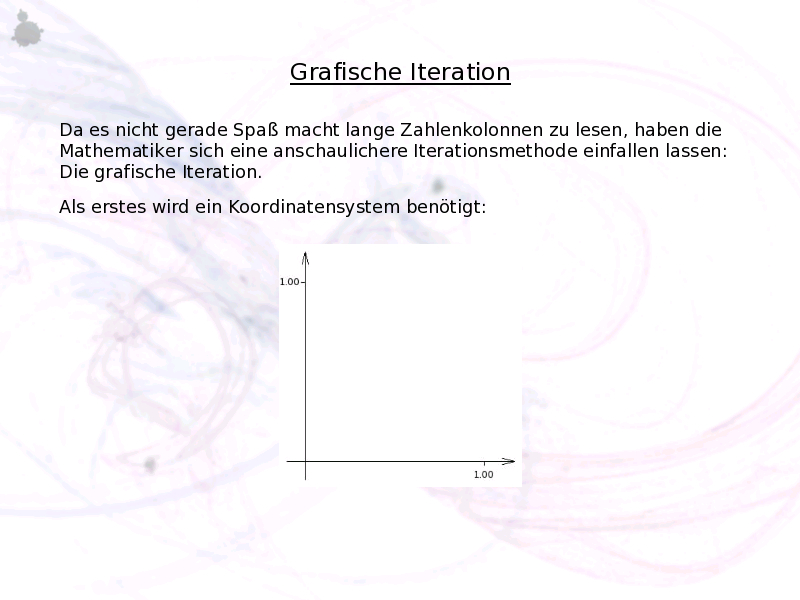 Grafische Iteration
Da es nicht gerade Spaß macht lange Zahlenkolonnen zu lesen, haben die
Mathematiker sich eine anschaulichere Iterationsmethode einfallen lassen:
Die grafische Iteration.
Als erstes wird ein Koordinatensystem benötigt:
1.00
1.00